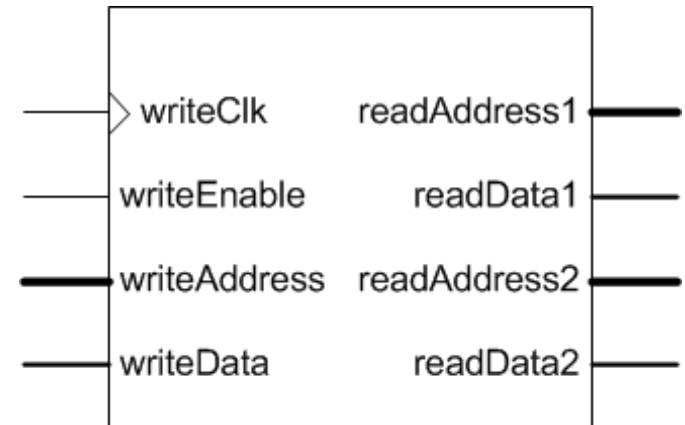 writeClk readAddress1
writeEnable readData1
writeAddress readAddress2
writeData readData2